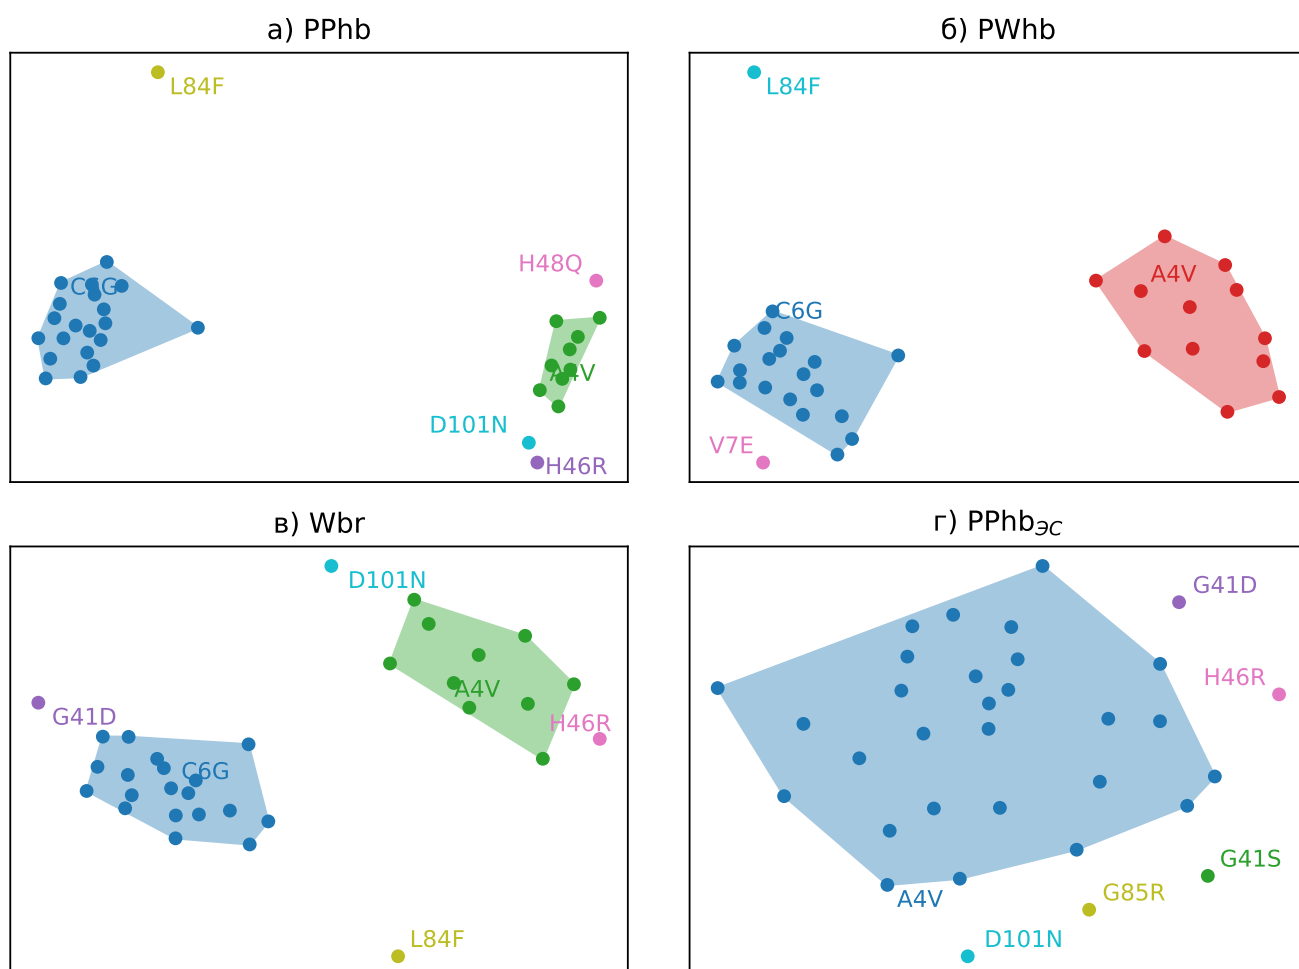 а) PPhb
L84F
C6G
H48Q
A4V
D101N
H46R
б) PWhb
L84F
A4V
C6G
V7E
в) Wbr
D101N
G41D
A4V
H46R
C6G
L84F
г) PPhbЭС
G41D
H46R
G41S
G85R
A4V
D101N